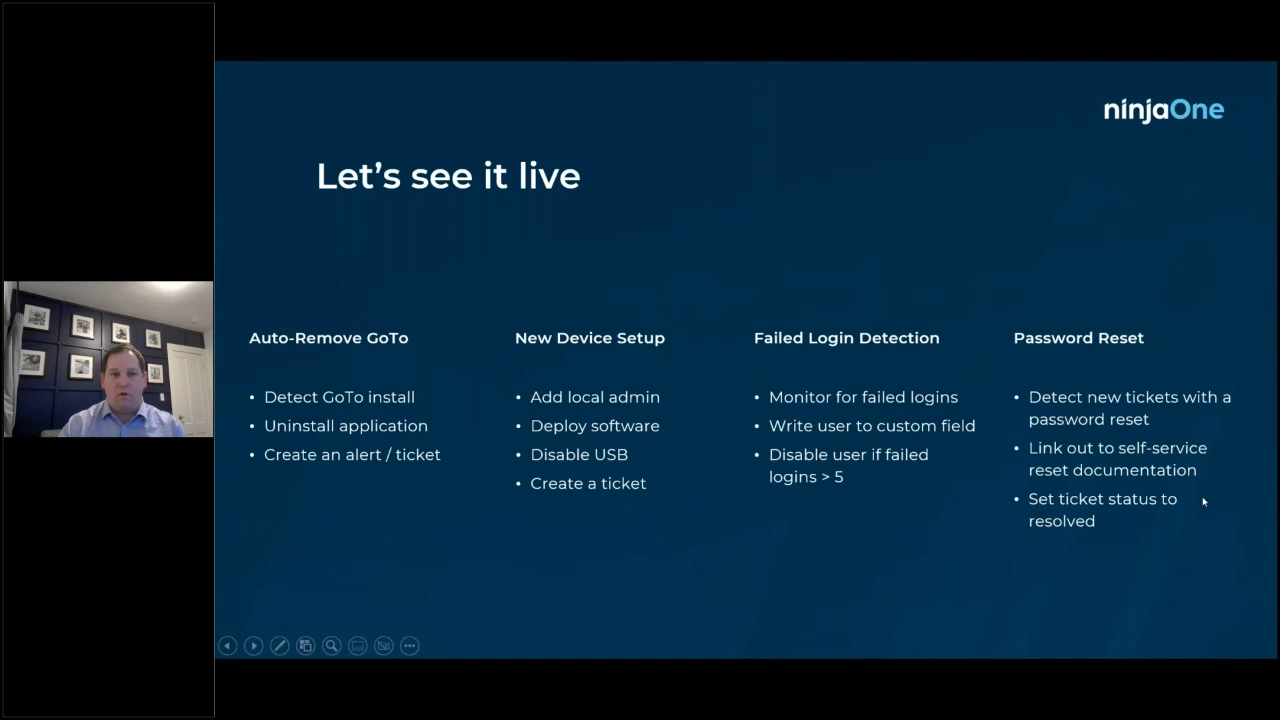 ninjaOne
Let's see it live
Auto-Remove GoTo
• Detect GoTo install
• Uninstall application
• Create an alert / ticket
New Device Setup
• Add local admin
• Deploy software
• Disable USB
• Create a ticket
Failed Login Detection
• Monitor for failed logins
• Write user to custom field
• Disable user if failed
logins > 5
Password Reset
• Detect new tickets with a
password reset
• Link out to self-service
reset documentation
• Set ticket status to
resolved